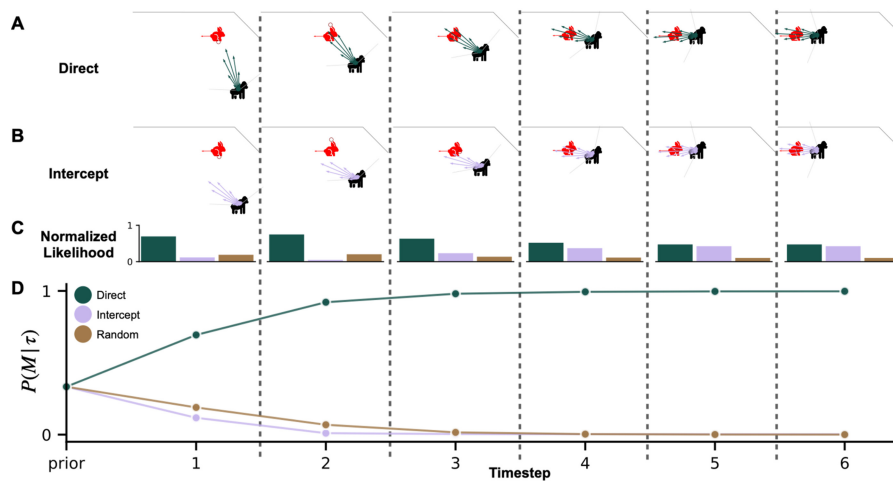 A
Direct
B
Intercept
C
Normalized
Likelihood
1
0
D
1
Direct
Intercept
Random
P(M|τ)
0
prior 1 2 3 4 5 6
Timestep